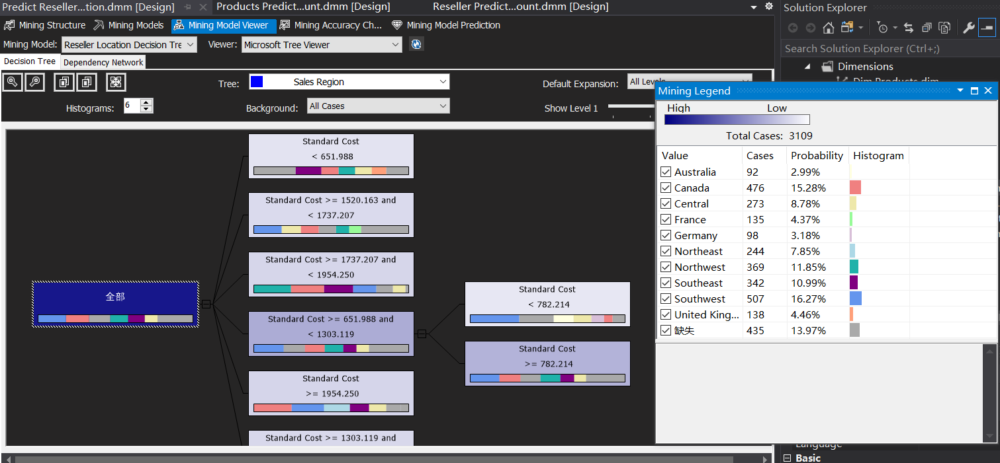 Predict Reseller...tion.dmm [Design]
Products Predict...unt.dmm [Design]
Reseller Predict...ount.dmm [Design]
Mining Structure
Mining Models
Mining Model Viewer
Mining Accuracy Ch...
Mining Model Prediction
Mining Model:
Reseller Location Decision Tre
Viewer:
Microsoft Tree Viewer
Decision Tree
Dependency Network
Tree:
Sales Region
Default Expansion:
All Levels
Histograms:
6
Background:
All Cases
Show Level 1
全部
Standard Cost
< 651.988
Standard Cost >= 1520.163 and
< 1737.207
Standard Cost >= 1737.207 and
< 1954.250
Standard Cost >= 651.988 and
< 1303.119
Standard Cost
>= 1954.250
Standard Cost >= 1303.119 and
Standard Cost
< 782.214
Standard Cost
>= 782.214
Solution Explorer
Search Solution Explorer (Ctrl+;)
Dimensions
Dim Products.dim
Mining Legend
High
Low
Total Cases: 3109
Value Cases Probability Histogram
Australia 92 2.99%
Canada 476 15.28%
Central 273 8.78%
France 135 4.37%
Germany 98 3.18%
Northeast 244 7.85%
Northwest 369 11.85%
Southeast 342 10.99%
Southwest 507 16.27%
United King... 138 4.46%
缺失 435 13.97%
Language
Basic